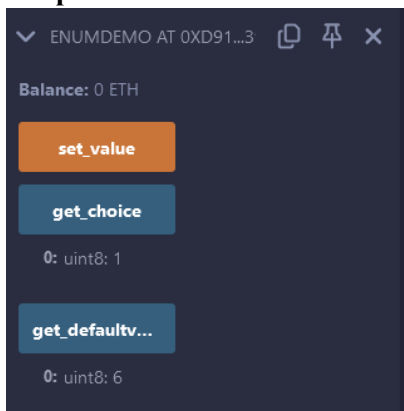 ENUMDEMO AT 0XD91...3
Balance: 0 ETH
set_value
get_choice
0: uint8: 1
get_defaultv...
0: uint8: 6